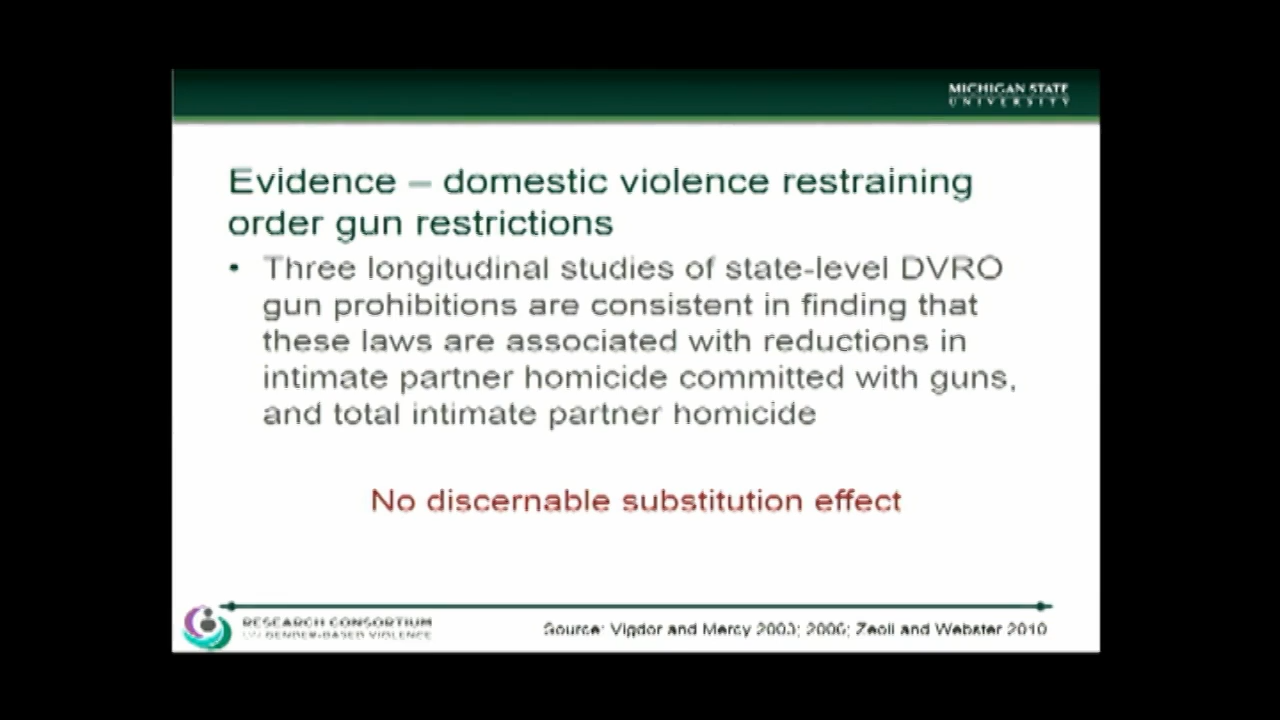 MICHIGAN STATE
UNIVERSITY
Evidence – domestic violence restraining
order gun restrictions
• Three longitudinal studies of state-level DVRO
gun prohibitions are consistent in finding that
these laws are associated with reductions in
intimate partner homicide committed with guns,
and total intimate partner homicide
No discernable substitution effect
RESEARCH CONSORTIUM
ON GENDER-BASED VIOLENCE
Source: Vigdor and Mercy 2003; 2006; Zeoli and Webster 2010